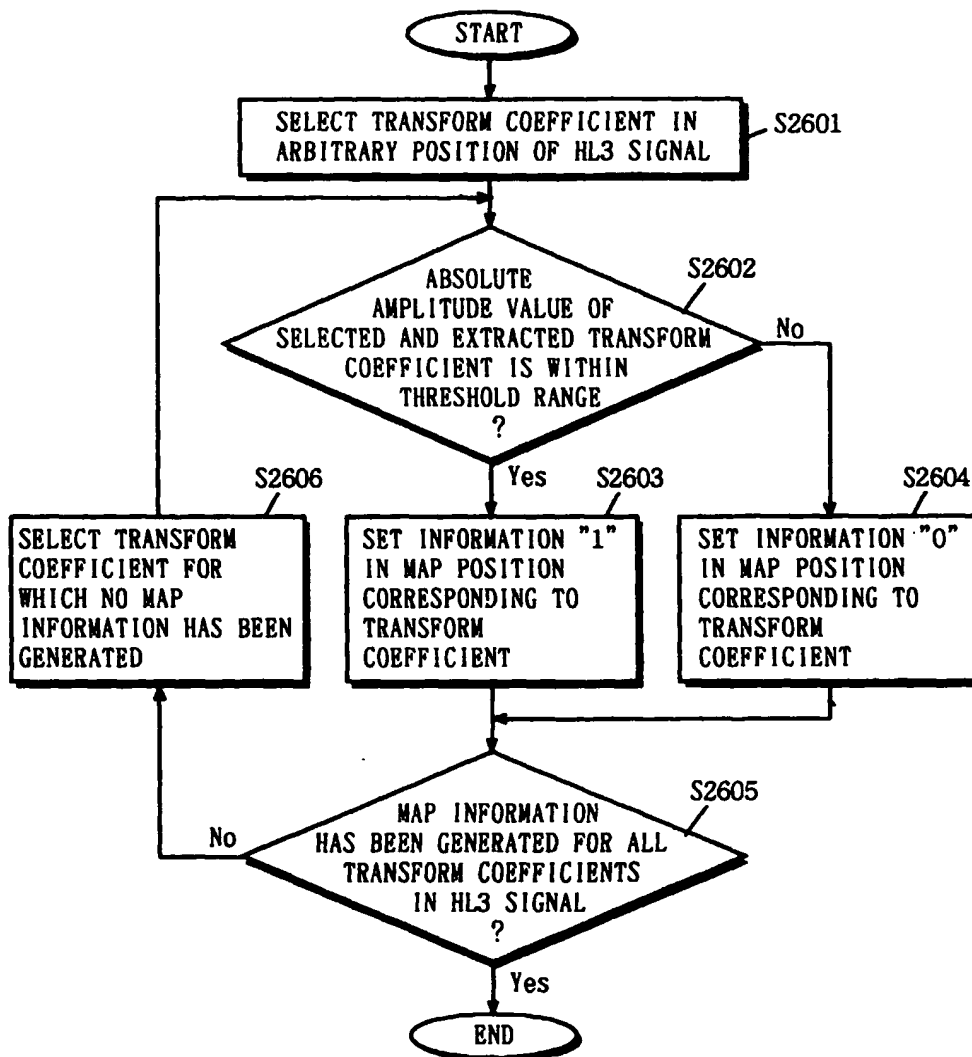 START
SELECT TRANSFORM COEFFICIENT IN
ARBITRARY POSITION OF HL3 SIGNAL
S2601
ABSOLUTE
AMPLITUDE VALUE OF
SELECTED AND EXTRACTED TRANSFORM
COEFFICIENT IS WITHIN
THRESHOLD RANGE
?
S2602
No
Yes
S2606
SELECT TRANSFORM
COEFFICIENT FOR
WHICH NO MAP
INFORMATION HAS BEEN
GENERATED
S2603
SET INFORMATION "1"
IN MAP POSITION
CORRESPONDING TO
TRANSFORM
COEFFICIENT
S2604
SET INFORMATION "0"
IN MAP POSITION
CORRESPONDING TO
TRANSFORM
COEFFICIENT
S2605
MAP INFORMATION
HAS BEEN GENERATED FOR ALL
TRANSFORM COEFFICIENTS
IN HL3 SIGNAL
?
No
Yes
END